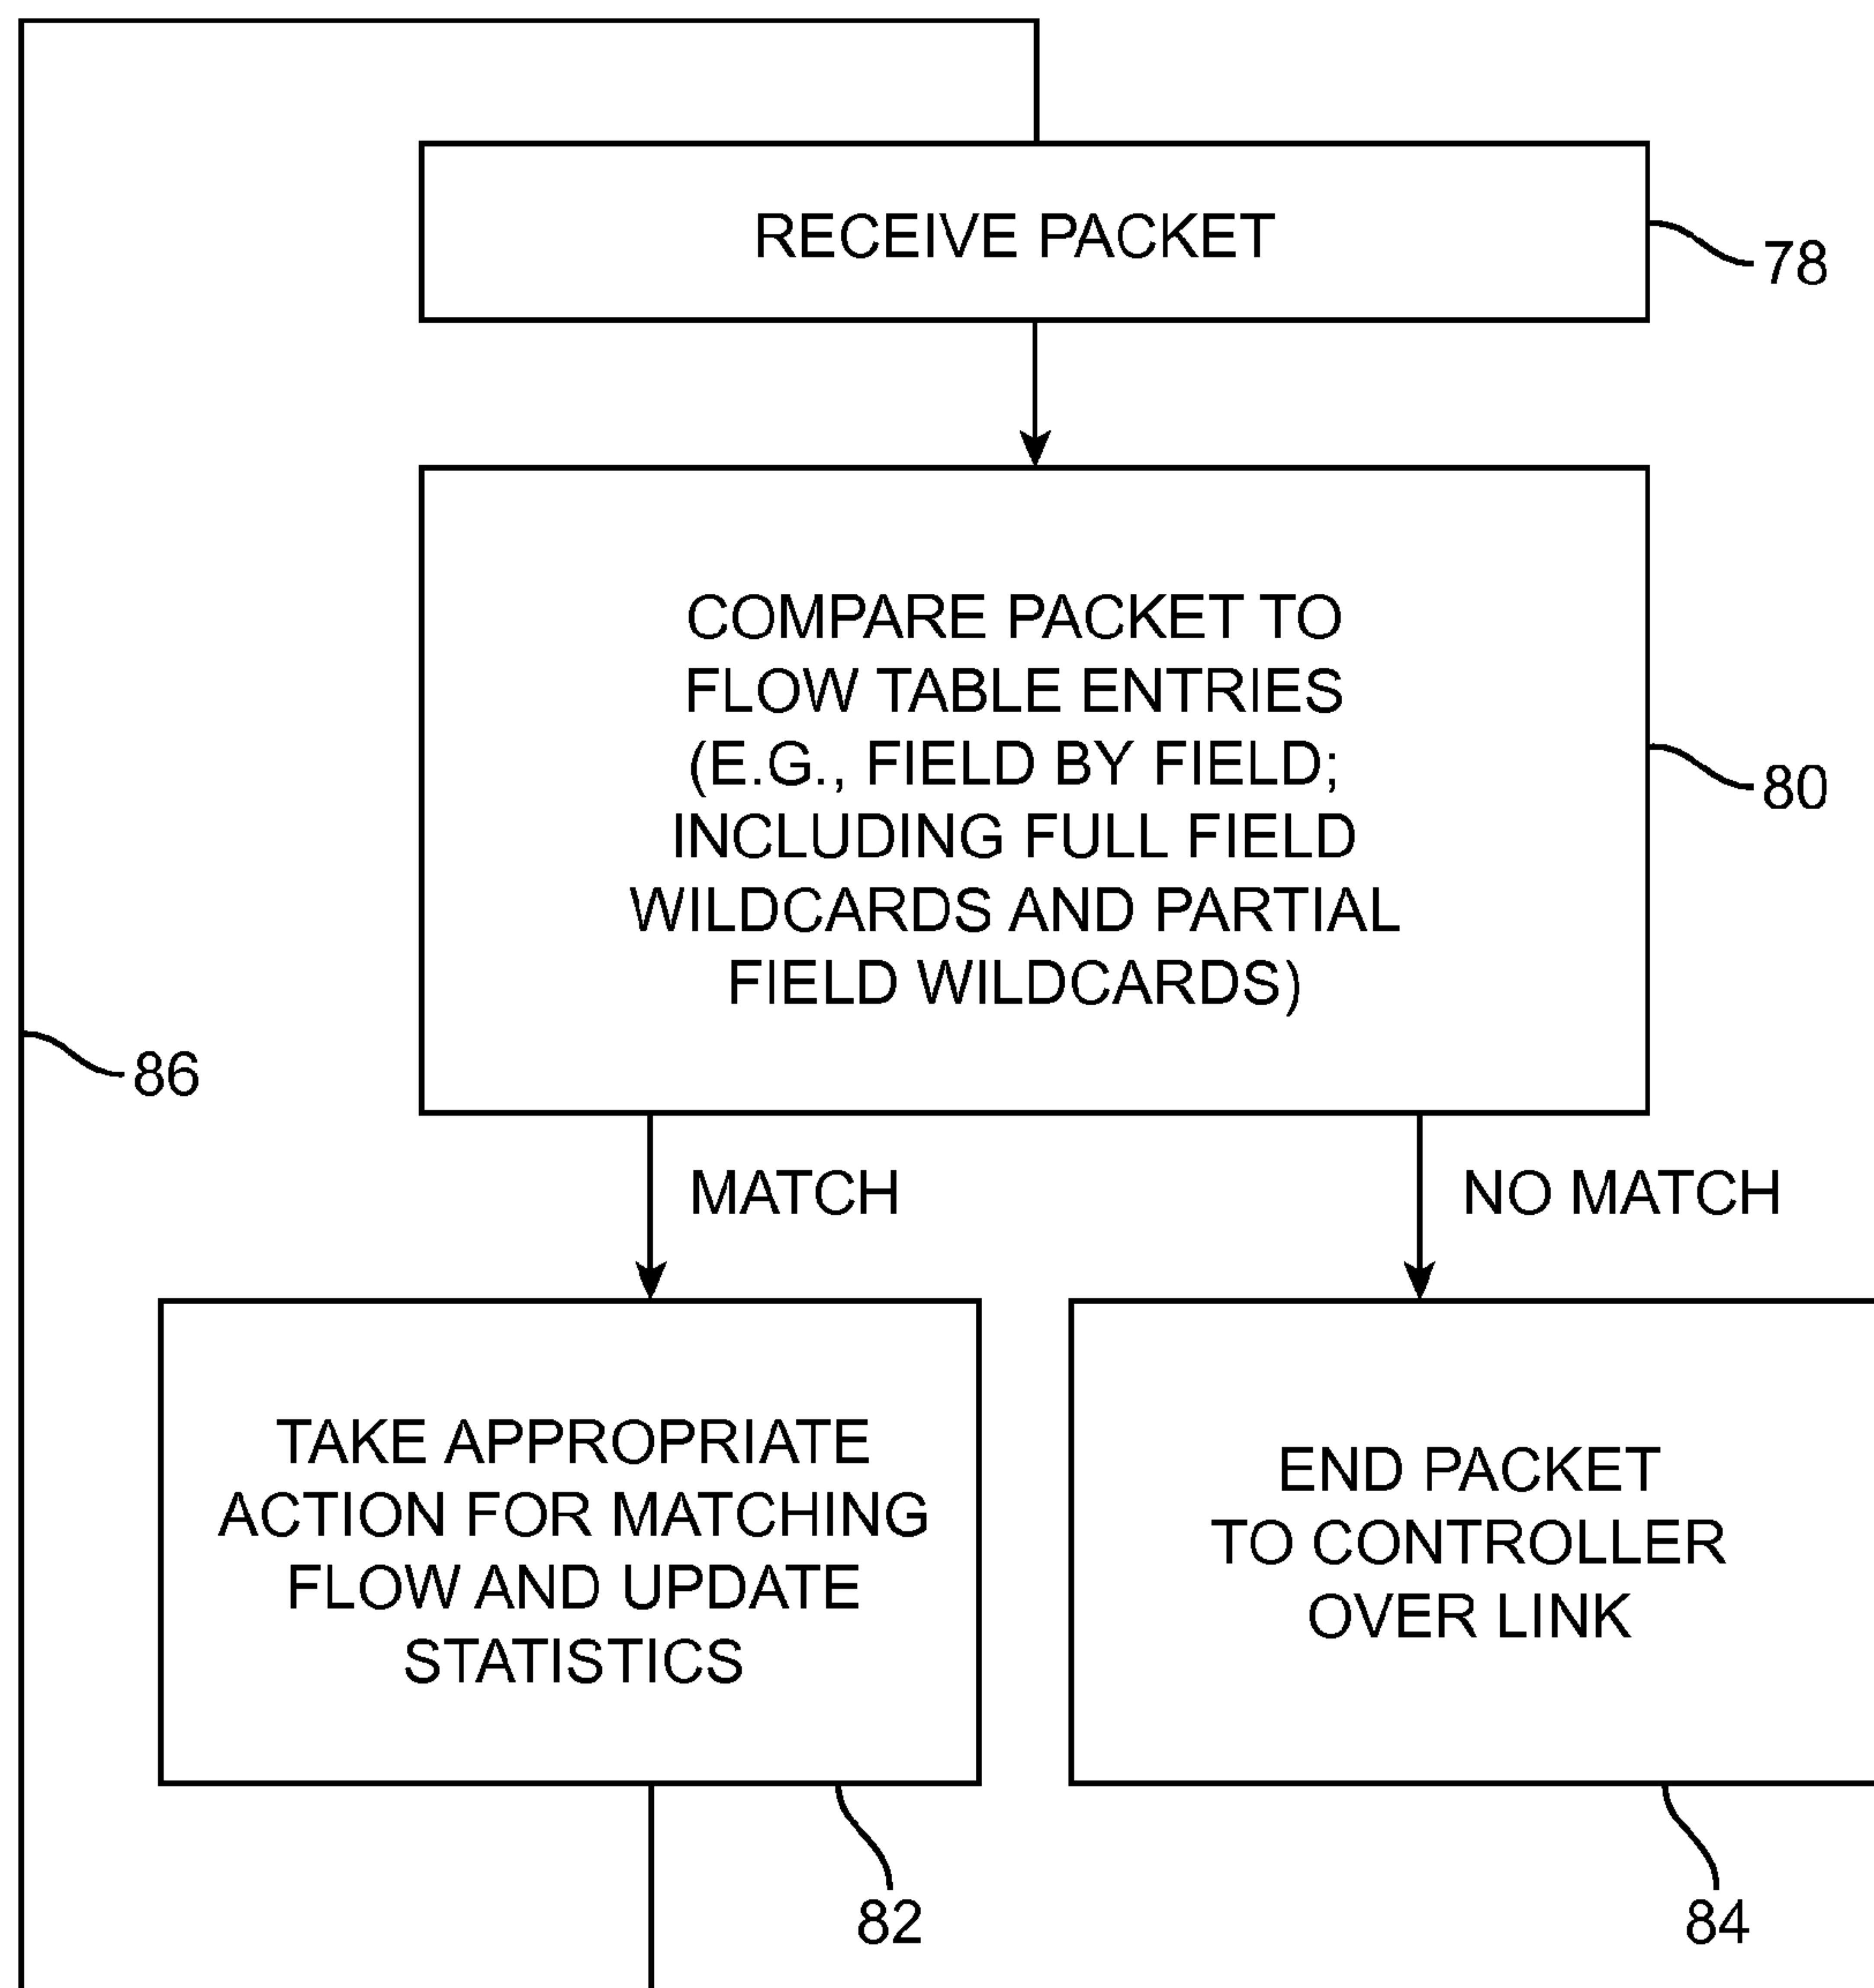 RECEIVE PACKET
78
COMPARE PACKET TO
FLOW TABLE ENTRIES
(E.G., FIELD BY FIELD;
INCLUDING FULL FIELD
WILDCARDS AND PARTIAL
FIELD WILDCARDS)
80
86
MATCH
NO MATCH
TAKE APPROPRIATE
ACTION FOR MATCHING
FLOW AND UPDATE
STATISTICS
82
END PACKET
TO CONTROLLER
OVER LINK
84